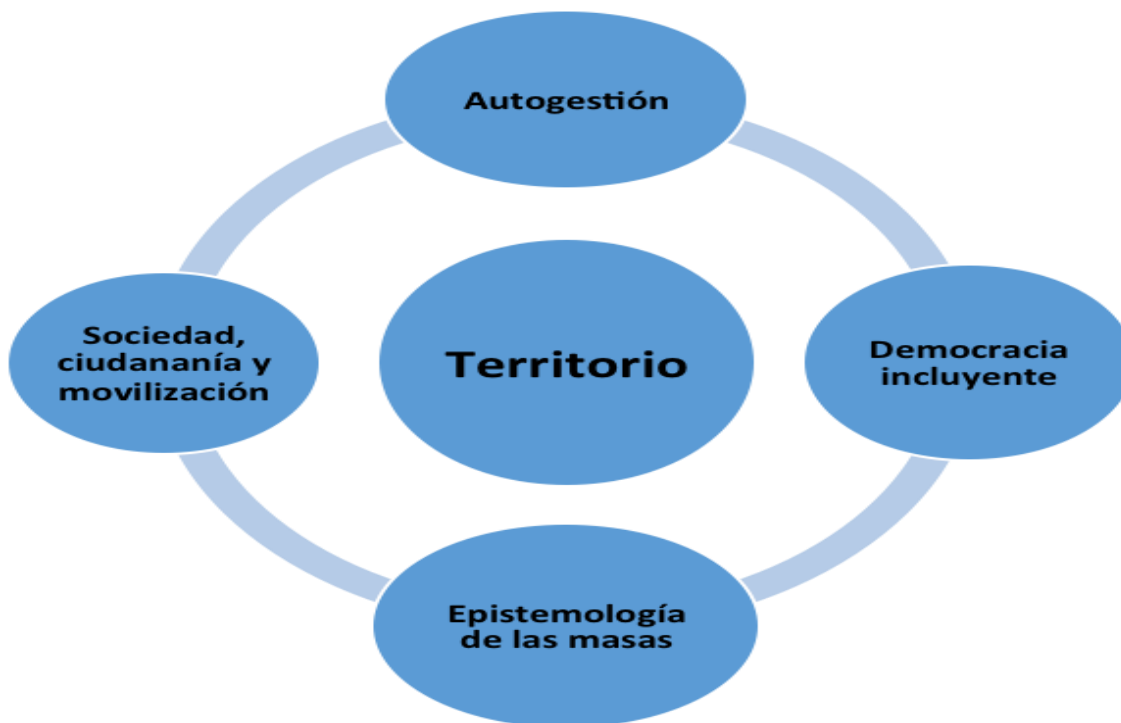 Autogestión
Sociedad,
ciudananía y
movilización
Territorio
Democracia
incluyente
Epistemología
de las masas